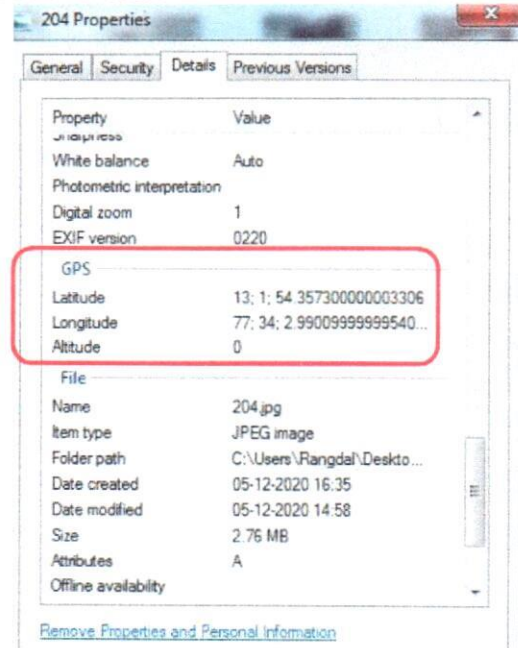 204 Properties
General Security Details Previous Versions
Property Value
Sharpness
White balance Auto
Photometric interpretation
Digital zoom 1
EXIF version 0220
GPS
Latitude 13; 1; 54.357300000003306
Longitude 77; 34; 2.99009999999540...
Altitude 0
File
Name 204.jpg
Item type JPEG image
Folder path C:\Users\Rangdal\Deskto...
Date created 05-12-2020 16:35
Date modified 05-12-2020 14:58
Size 2.76 MB
Attributes A
Offline availability
Remove Properties and Personal Information